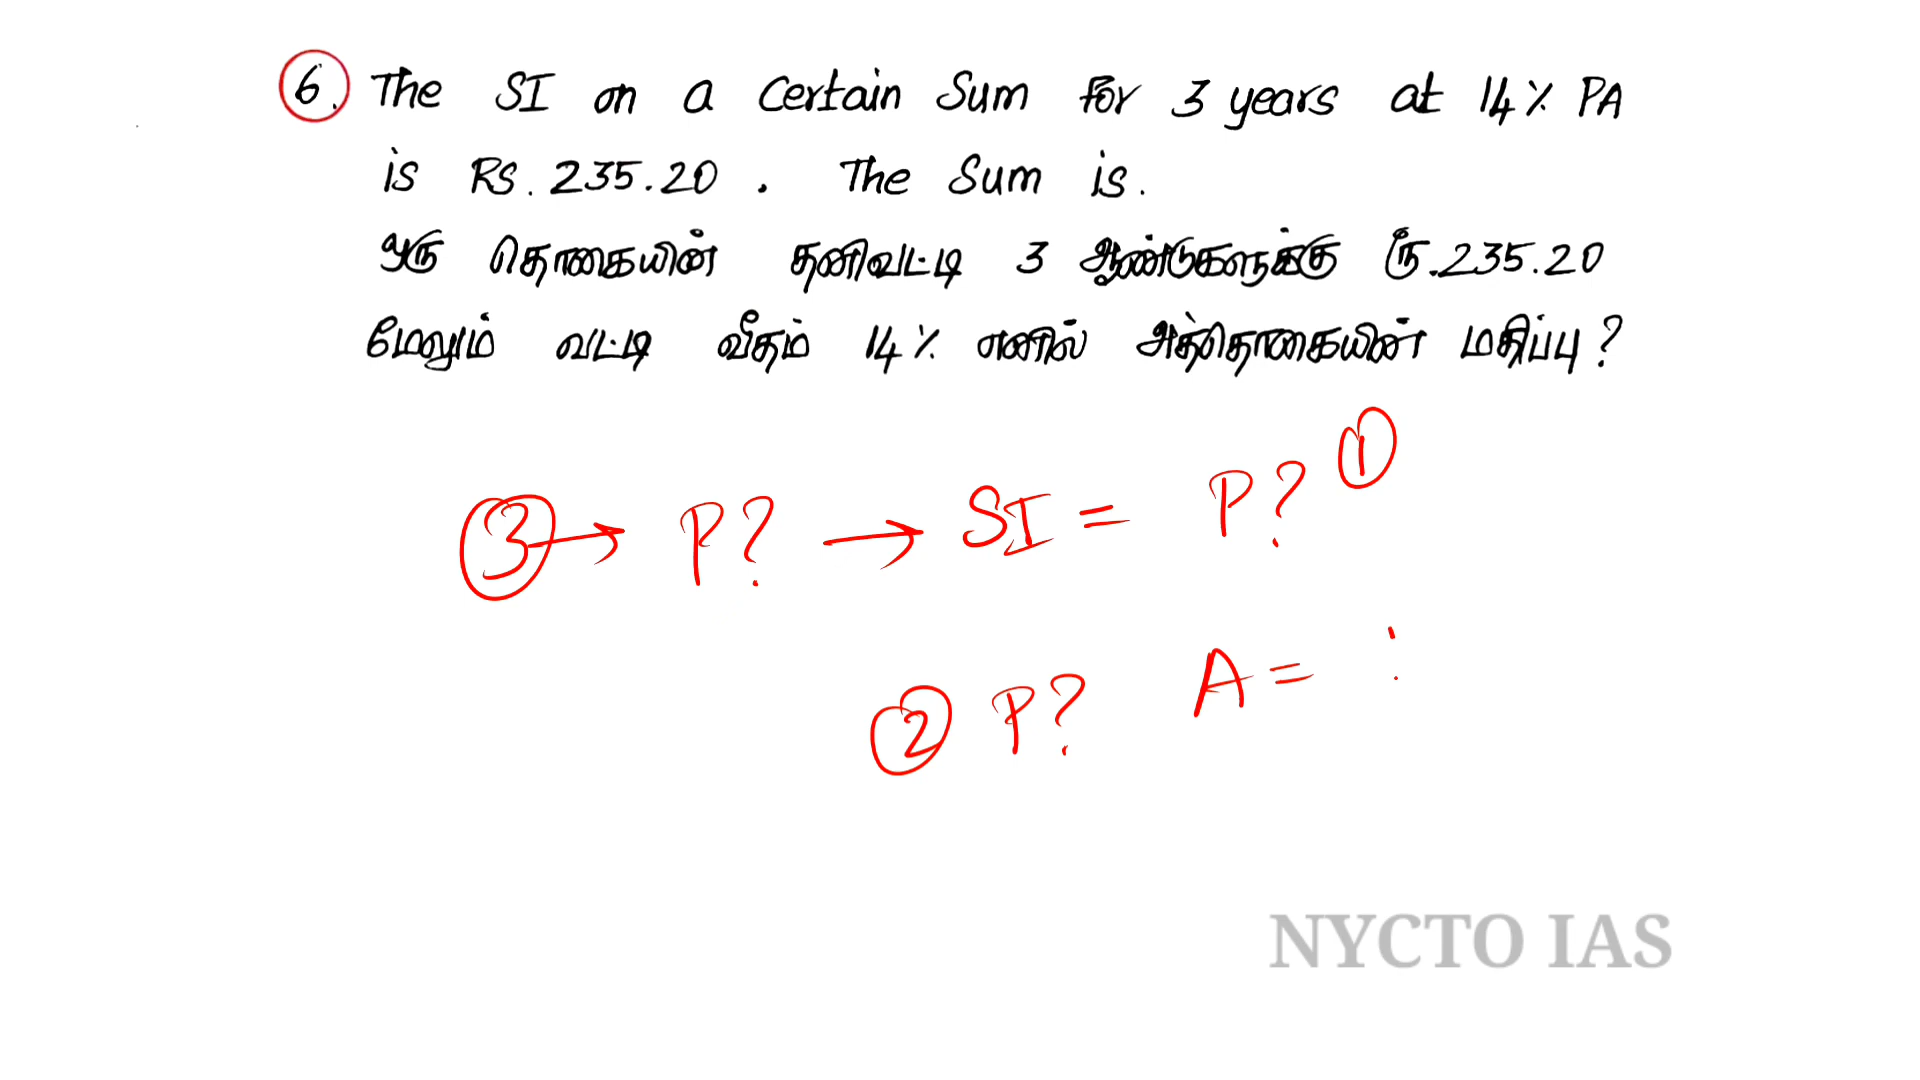 6. The SI on a Certain Sum For 3 years at 14% PA
is RS. 235.20 . The Sum is.
ஒரு தொகையின் தனிவட்டி 3 ஆண்டுகளுக்கு ரூ.235.20
மேலும் வட்டி வீதம் 14% எனில் அத்தொகையின் மதிப்பு?
3 → P? → SI = P? 1
2 P? A =
NYCTO IAS